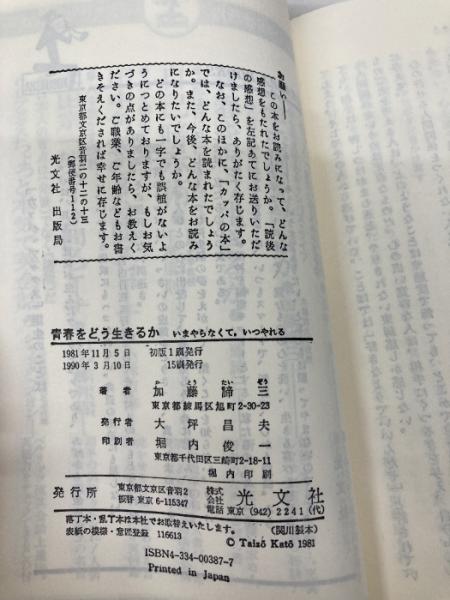 お願い――
この本をお読みになって、どんな
感想をもたれたでしょうか。「読後
の感想」を左記あてにお送りいただ
けましたら、ありがたく存じます。
なお、このほかに、「カッパの本」
では、どんな本を読まれたでしょう
か。また、今後、どんな本をお読み
になりたいでしょうか。
どの本にも一字でも誤植がないよ
うにつとめておりますが、もしお気
づきの点がありましたら、お教えく
ださい。ご職業、ご年齢などもお書
きそえくだされば幸せに存じます。
東京都文京区音羽二の十二の十三
(郵便番号112)
光文社 出版局
青春をどう生きるか いまやらなくて，いつやれる
1981年11月5日 初版1刷発行
1990年3月10日 15刷発行
著者 加藤諦三
か とう たい ぞう
東京都練馬区旭町2-30-23
発行者 大坪昌夫
印刷者 堀内俊一
東京都千代田区三崎町2-18-11
堀内印刷
発行所 東京都文京区音羽2 株式会社 光文社
振替 東京 6-115347 電話 東京 (942) 2241 (代)
落丁本・乱丁本は本社でお取替えいたします。 (関川製本)
表紙の模様・意匠登録 116613
© Taizō Katō 1981
ISBN4-334-00387-7
Printed in Japan